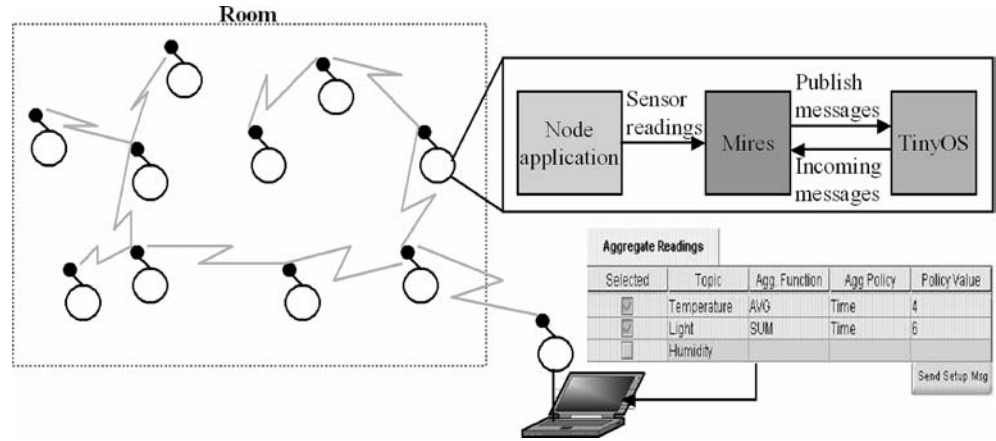 Room
Node
application
Sensor
readings
Mires
Publish
messages
Incoming
messages
TinyOS
Aggregate Readings
Selected Topic Agg. Function Agg Policy Policy Value
Temperature AVG Time 4
Light SUM Time 6
Humidity
Send Setup Msg